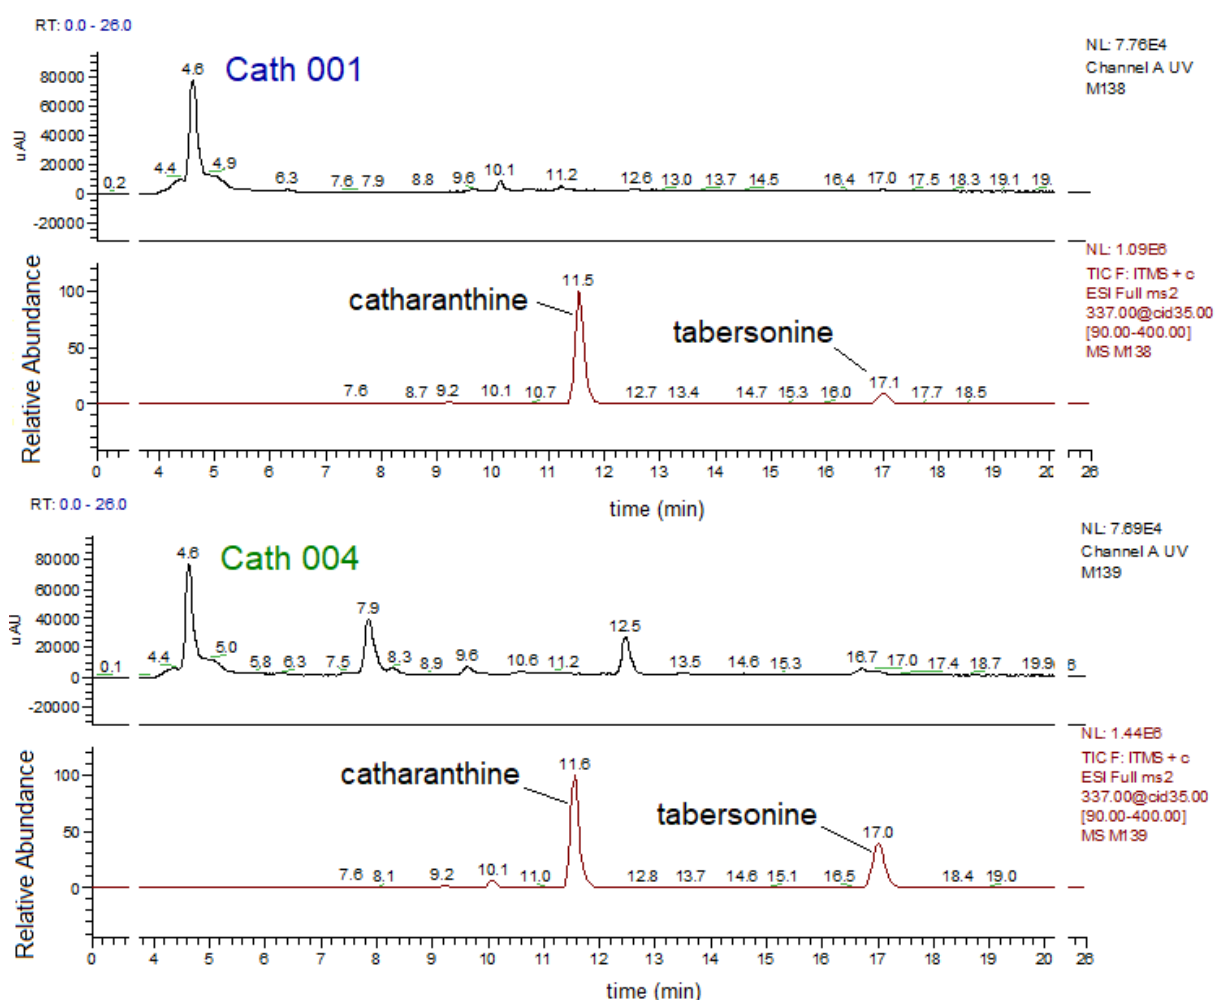 RT: 0.0 - 26.0
Cath 001
NL: 7.76E4
Channel A UV
M138
uAU
80000
60000
40000
20000
0
-20000
0.2 4.4 4.6 4.9 6.3 7.6 7.9 8.8 9.6 10.1 11.2 12.6 13.0 13.7 14.5 16.4 17.0 17.5 18.3 19.1 19.
NL: 1.09E6
TIC F: ITMS + c
ESI Full ms2
337.00@cid35.00
[90.00-400.00]
MS M138
Relative Abundance
100
50
0
catharanthine
tabersonine
7.6 8.7 9.2 10.1 10.7 11.5 12.7 13.4 14.7 15.3 16.0 17.1 17.7 18.5
0 4 5 6 7 8 9 10 11 12 13 14 15 16 17 18 19 20 26
time (min)
RT: 0.0 - 26.0
Cath 004
NL: 7.69E4
Channel A UV
M139
uAU
80000
60000
40000
20000
0
-20000
0.1 4.4 4.6 5.0 5.8 6.3 7.5 7.9 8.3 8.9 9.6 10.6 11.2 12.5 13.5 14.6 15.3 16.7 17.0 17.4 18.7 19.9 6
NL: 1.44E6
TIC F: ITMS + c
ESI Full ms2
337.00@cid35.00
[90.00-400.00]
MS M139
Relative Abundance
100
50
0
catharanthine
tabersonine
7.6 8.1 9.2 10.1 11.0 11.6 12.8 13.7 14.6 15.1 16.5 17.0 18.4 19.0
0 4 5 6 7 8 9 10 11 12 13 14 15 16 17 18 19 20 26
time (min)